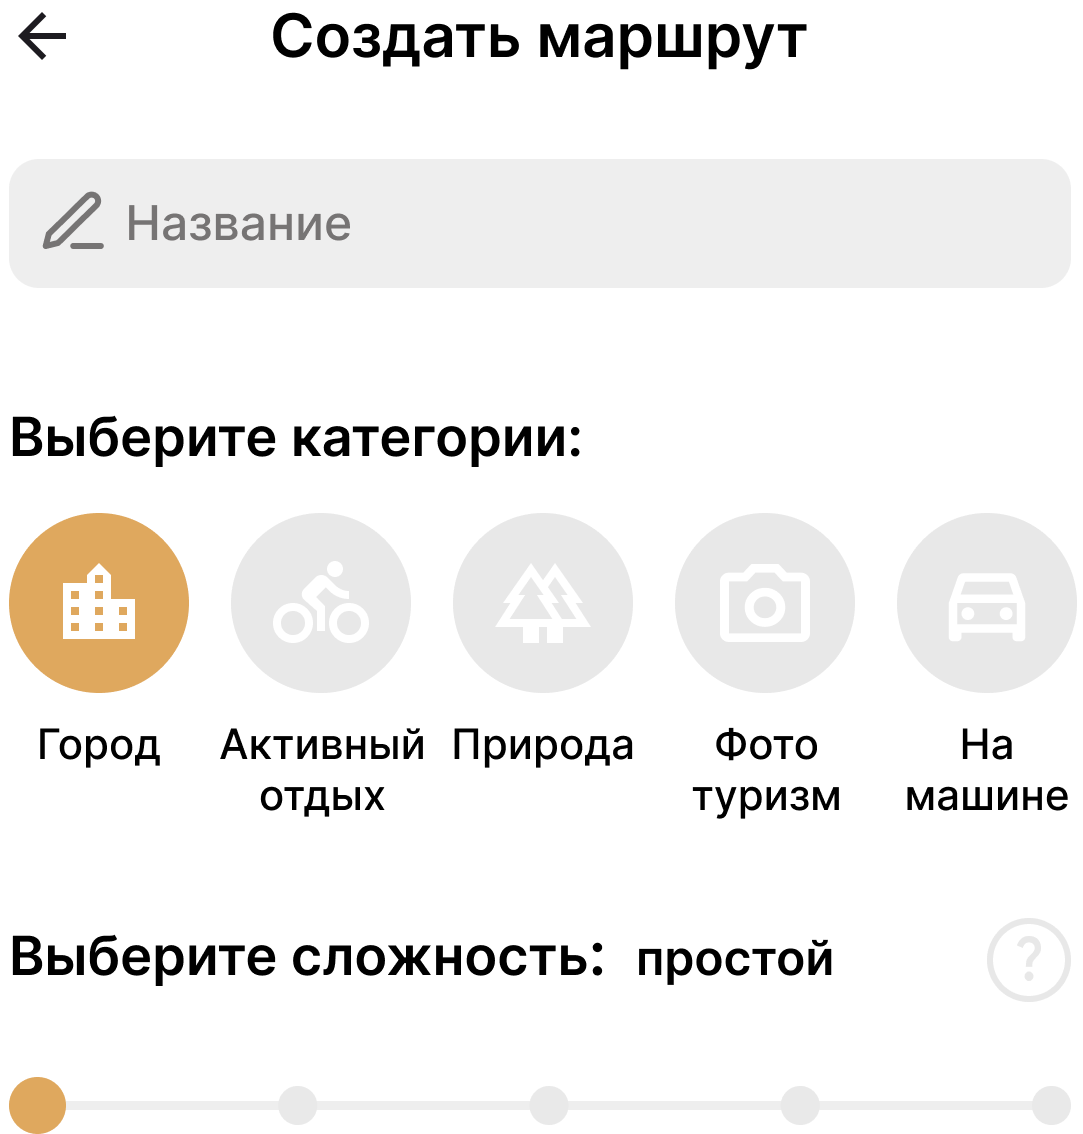 Создать маршрут
Название
Выберите категории:
Город
Активный
отдых
Природа
Фото
туризм
На
машине
Выберите сложность: простой
?